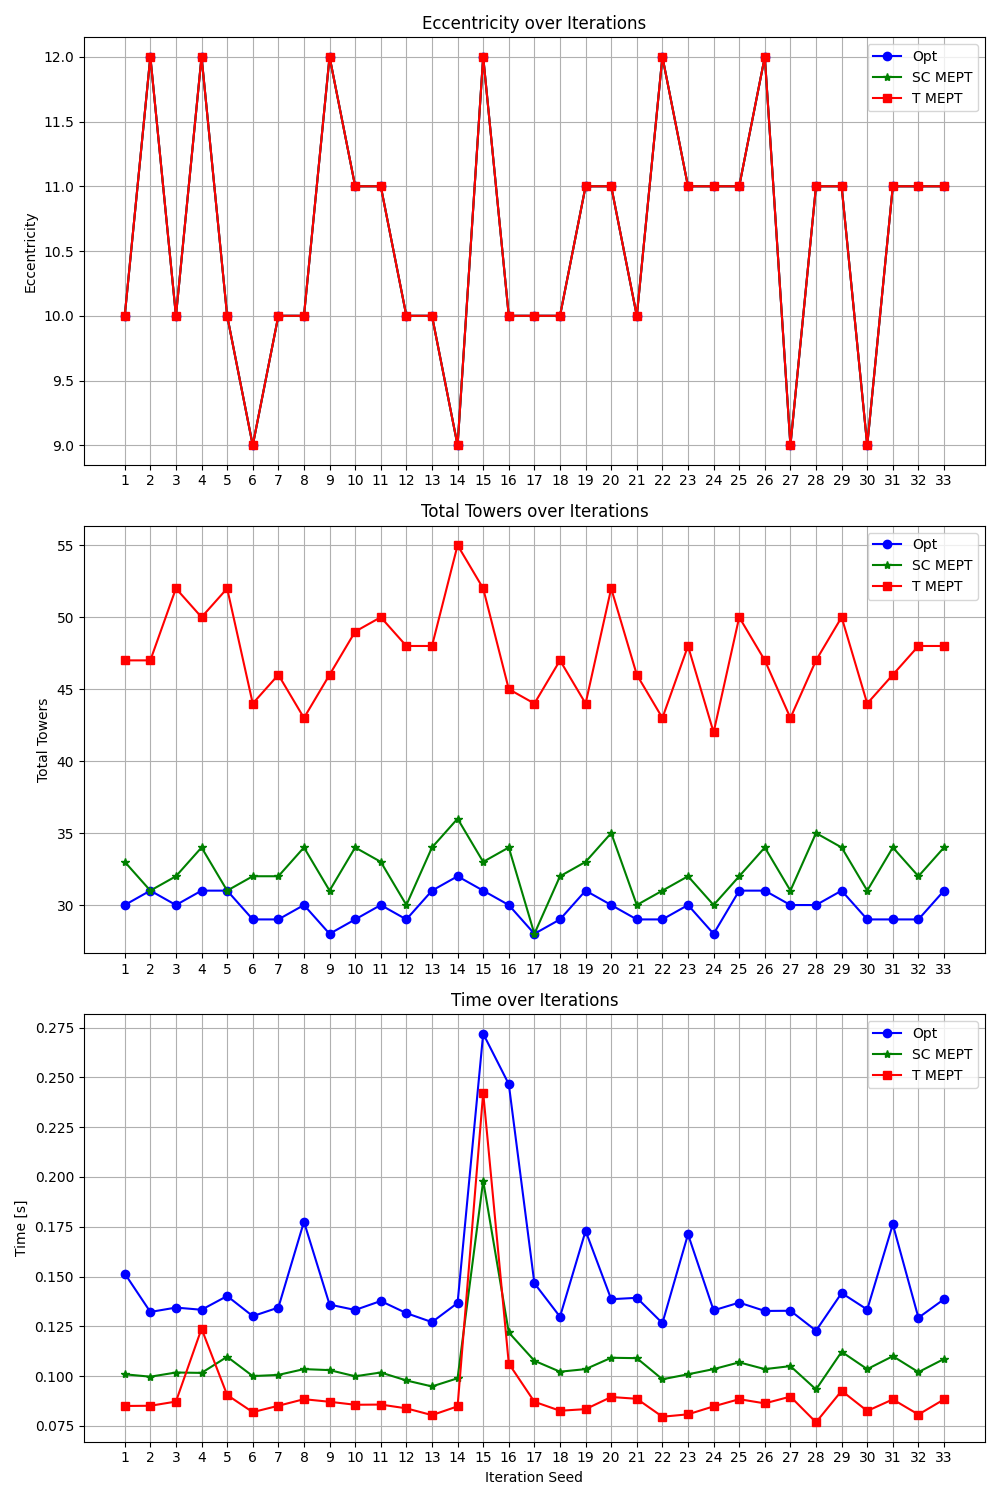 Eccentricity over Iterations
Opt
SC MEPT
T MEPT
Eccentricity
12.0
11.5
11.0
10.5
10.0
9.5
9.0
1 2 3 4 5 6 7 8 9 10 11 12 13 14 15 16 17 18 19 20 21 22 23 24 25 26 27 28 29 30 31 32 33
Total Towers over Iterations
Opt
SC MEPT
T MEPT
Total Towers
55
50
45
40
35
30
1 2 3 4 5 6 7 8 9 10 11 12 13 14 15 16 17 18 19 20 21 22 23 24 25 26 27 28 29 30 31 32 33
Time over Iterations
Opt
SC MEPT
T MEPT
Time [s]
0.275
0.250
0.225
0.200
0.175
0.150
0.125
0.100
0.075
1 2 3 4 5 6 7 8 9 10 11 12 13 14 15 16 17 18 19 20 21 22 23 24 25 26 27 28 29 30 31 32 33
Iteration Seed